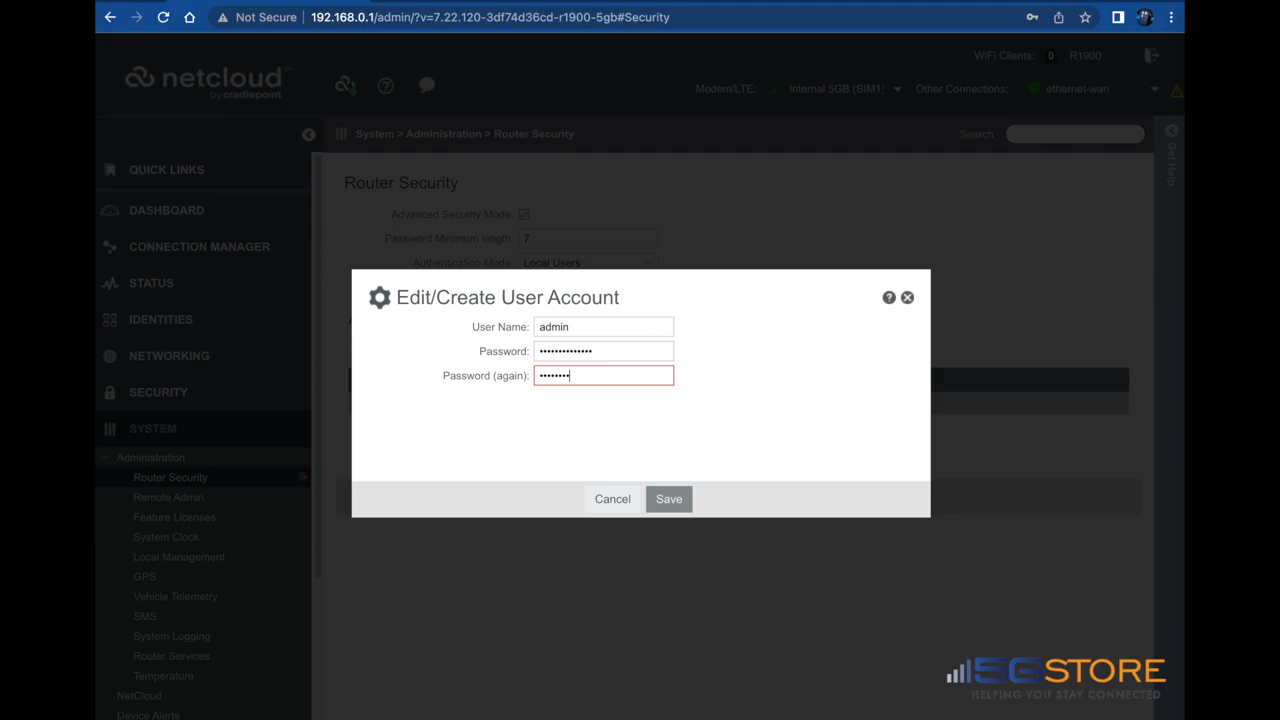 Not Secure 192.168.0.1/admin/?v=7.22.120-3df74d36cd-r1900-5gb#Security
WiFi Clients: 0 R1900
netcloud™
by cradlepoint
Modem/LTE: Internal 5GB (SIM1) Other Connections: ethernet-wan
System > Administration > Router Security Search
Get Help
QUICK LINKS
DASHBOARD
CONNECTION MANAGER
STATUS
IDENTITIES
NETWORKING
SECURITY
SYSTEM
Administration
Router Security
Remote Admin
Feature Licenses
System Clock
Local Management
GPS
Vehicle Telemetry
SMS
System Logging
Router Services
Temperature
NetCloud
Device Alerts
Router Security
Advanced Security Mode:
Password Minimum length: 7
Authentication Mode: Local Users
Edit/Create User Account
User Name: admin
Password: ••••••••••••••
Password (again): ••••••••
Cancel Save
5GSTORE
HELPING YOU STAY CONNECTED